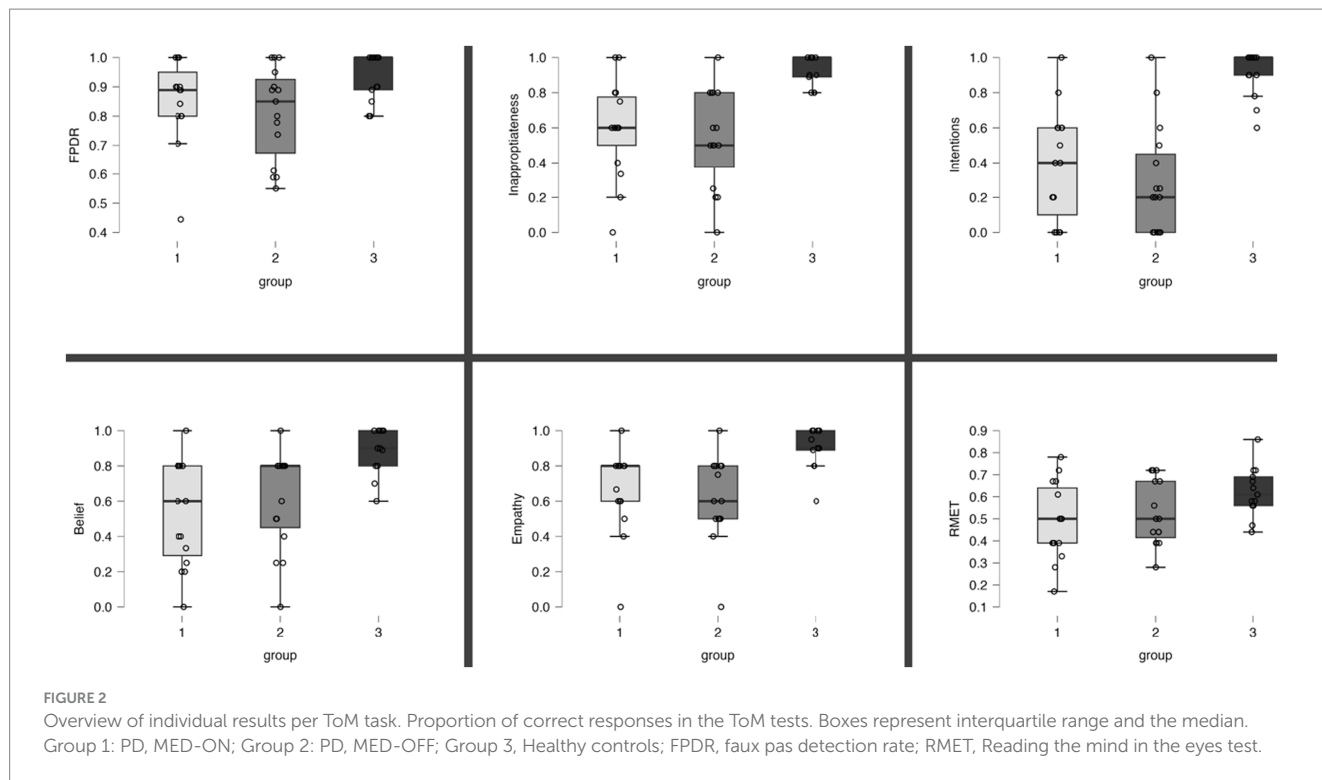 1.0
0.9
0.8
0.7
0.6
0.5
0.4
FPDR
1 2 3
group
1.0
0.8
0.6
0.4
0.2
0.0
Inapproptiateness
1 2 3
group
1.0
0.8
0.6
0.4
0.2
0.0
Intentions
1 2 3
group
1.0
0.8
0.6
0.4
0.2
0.0
Belief
1 2 3
group
1.0
0.8
0.6
0.4
0.2
0.0
Empathy
1 2 3
group
0.9
0.8
0.7
0.6
0.5
0.4
0.3
0.2
0.1
RMET
1 2 3
group
FIGURE 2
Overview of individual results per ToM task. Proportion of correct responses in the ToM tests. Boxes represent interquartile range and the median.
Group 1: PD, MED-ON; Group 2: PD, MED-OFF; Group 3, Healthy controls; FPDR, faux pas detection rate; RMET, Reading the mind in the eyes test.